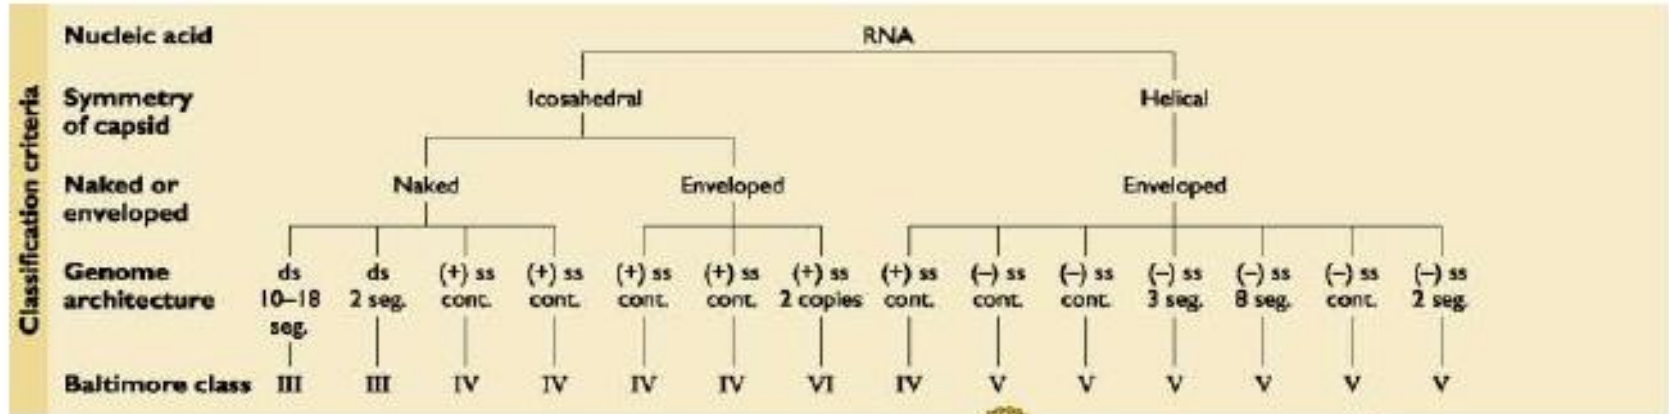 Classification criteria
Nucleic acid
RNA
Symmetry
of capsid
Icosahedral
Helical
Naked or
enveloped
Naked
Enveloped
Enveloped
Genome
architecture
ds
10–18
seg.
ds
2 seg.
(+) ss
cont.
(+) ss
cont.
(+) ss
cont.
(+) ss
cont.
(+) ss
2 copies
(+) ss
cont.
(–) ss
cont.
(–) ss
cont.
(–) ss
3 seg.
(–) ss
8 seg.
(–) ss
cont.
(–) ss
2 seg.
Baltimore class III III IV IV IV IV VI IV V V V V V V